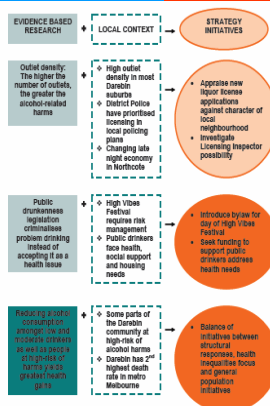 EVIDENCE BASED
RESEARCH
+
LOCAL CONTEXT
STRATEGY
INITIATIVES
Outlet density:
The higher the
number of outlets,
the greater the
alcohol-related
harms
+
• High outlet
density in most
Darebin
suburbs
• District Police
have prioritised
licensing in
local policing
plans
• Changing late
night economy
in Northcote
• Appraise new
liquor license
applications
against character of
local
neighbourhood
• Investigate
Licensing Inspector
possibility
Public
drunkenness
legislation
criminalises
problem drinking
instead of
accepting it as a
health issue
+
• High Vibes
Festival
requires risk
management
• Public drinkers
face health,
social support
and housing
needs
• Introduce bylaw for
day of High Vibes
Festival
• Seek funding to
support public
drinkers address
health needs
Reducing alcohol
consumption
amongst low and
moderate drinkers
as well as people
at high-risk of
harm yields
greatest health
gains
+
• Some parts of
the Darebin
community at
high-risk of
alcohol harms
• Darebin has 2nd
highest death
rate in metro
Melbourne
• Balance of
initiatives between
structural
responses, health
inequalities focus
and general
population
initiatives